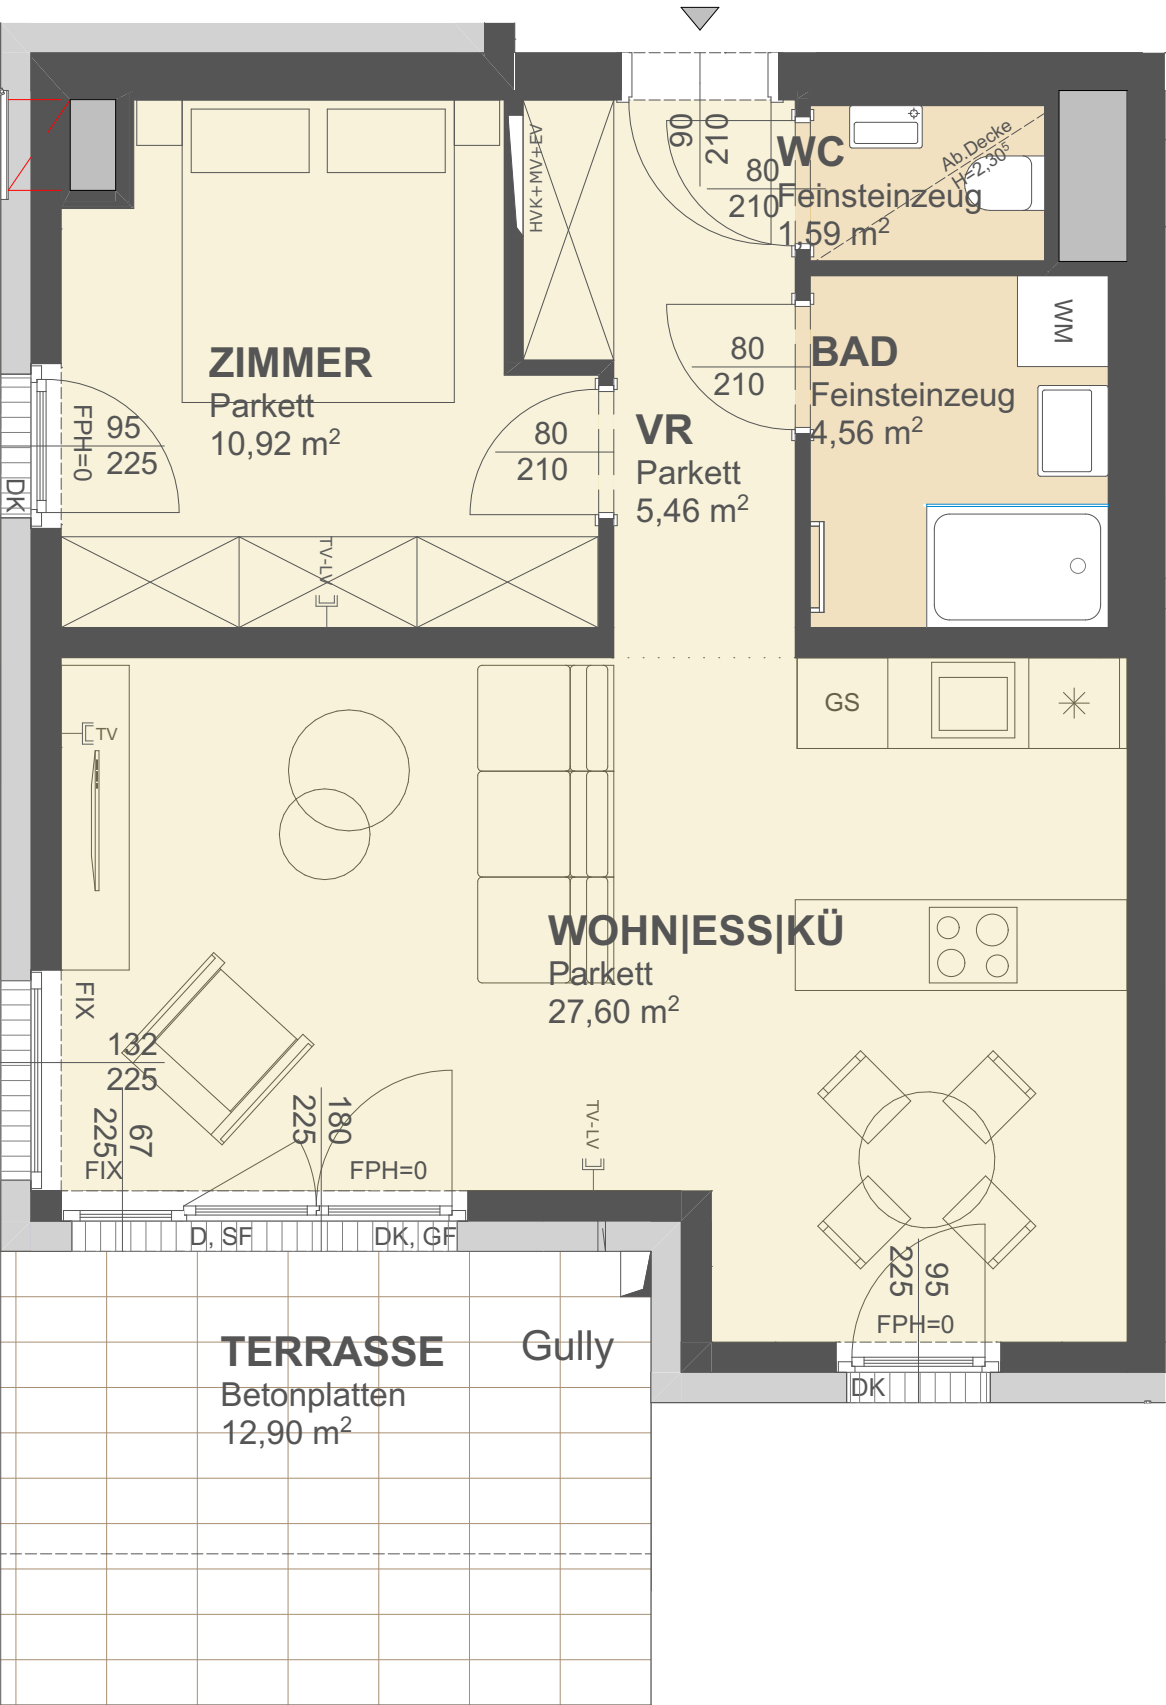 90
210
WC
Feinsteinzeug
1,59 m²
80
210
Ab.Decke
H=2,30⁵
HVK+MV+EV
ZIMMER
Parkett
10,92 m²
80
210
BAD
Feinsteinzeug
4,56 m²
WM
FPH=0
95
225
DK
80
210
VR
Parkett
5,46 m²
TV-LV
TV
GS
WOHN|ESS|KÜ
Parkett
27,60 m²
FIX
132
225
67
225
FIX
180
225
FPH=0
TV-LV
D, SF
DK, GF
95
225
FPH=0
DK
TERRASSE
Betonplatten
12,90 m²
Gully